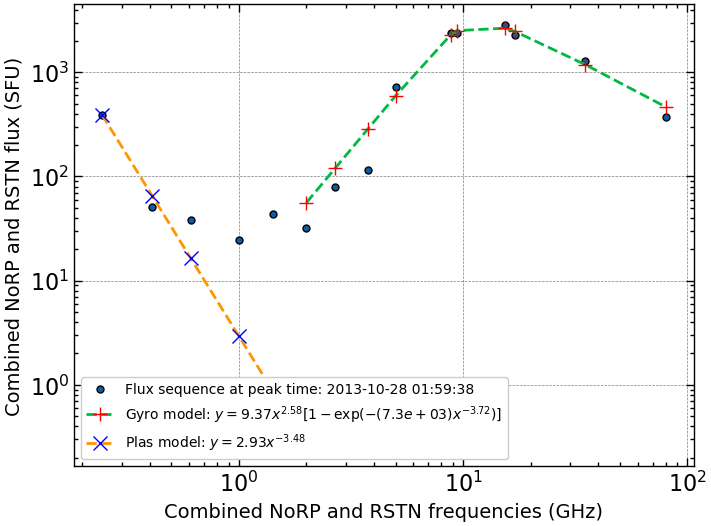 Combined NoRP and RSTN flux (SFU)
10³
10²
10¹
10⁰
Flux sequence at peak time: 2013-10-28 01:59:38
Gyro model: y = 9.37x^{2.58}[1 − exp(−(7.3e + 03)x^{−3.72})]
Plas model: y = 2.93x^{−3.48}
10⁰ 10¹ 10²
Combined NoRP and RSTN frequencies (GHz)